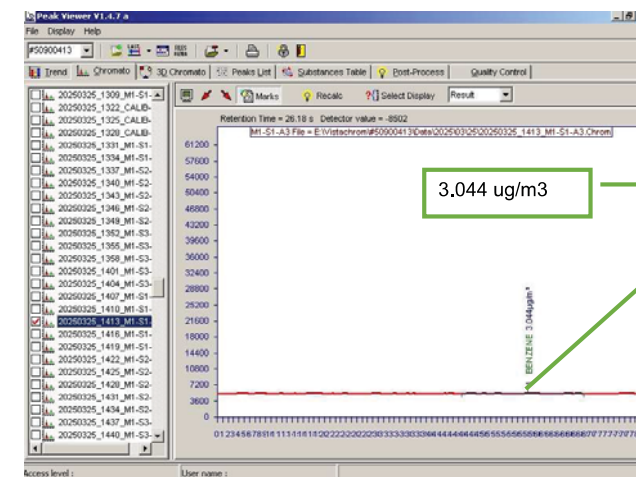 Peak Viewer V1.4.7 a
File Display Help
#50900413
Trend Chromato 3D Chromato Peaks List Substances Table Post-Process Quality Control
Marks Recalc Select Display Result
Retention Time = 26.18 s Detector value = -8502
M1-S1-A3 File = E:\Vistachrom\#50900413\Data\2025\03\25\20250325_1413_M1-S1-A3.Chrom
20250325_1309_M1-S1-
20250325_1322_CALIB-
20250325_1325_CALIB-
20250325_1328_CALIB-
20250325_1331_M1-S1-
20250325_1334_M1-S1-
20250325_1337_M1-S2-
20250325_1340_M1-S2-
20250325_1343_M1-S2-
20250325_1346_M1-S2-
20250325_1349_M1-S2-
20250325_1352_M1-S3-
20250325_1355_M1-S3-
20250325_1358_M1-S3-
20250325_1401_M1-S3-
20250325_1404_M1-S3-
20250325_1407_M1-S1-
20250325_1410_M1-S1-
20250325_1413_M1-S1-
20250325_1416_M1-S1-
20250325_1419_M1-S1-
20250325_1422_M1-S2-
20250325_1425_M1-S2-
20250325_1428_M1-S2-
20250325_1431_M1-S2-
20250325_1434_M1-S2-
20250325_1437_M1-S3-
20250325_1440_M1-S3-
61200
57600
54000
50400
46800
43200
39600
36000
32400
28800
25200
21600
18000
14400
10800
7200
3600
0
3.044 ug/m3
BENZENE 3.044µg/m³
Access level : User name :